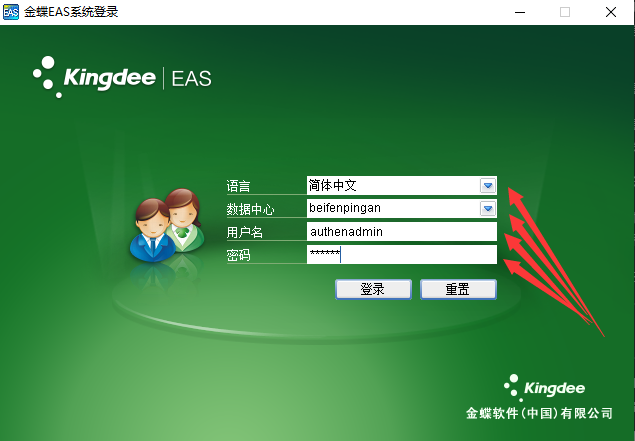 EAS 金蝶EAS系统登录
Kingdee EAS
语言 简体中文
数据中心 beifenpingan
用户名 authenadmin
密码 ******
登录 重置
Kingdee
金蝶软件(中国)有限公司